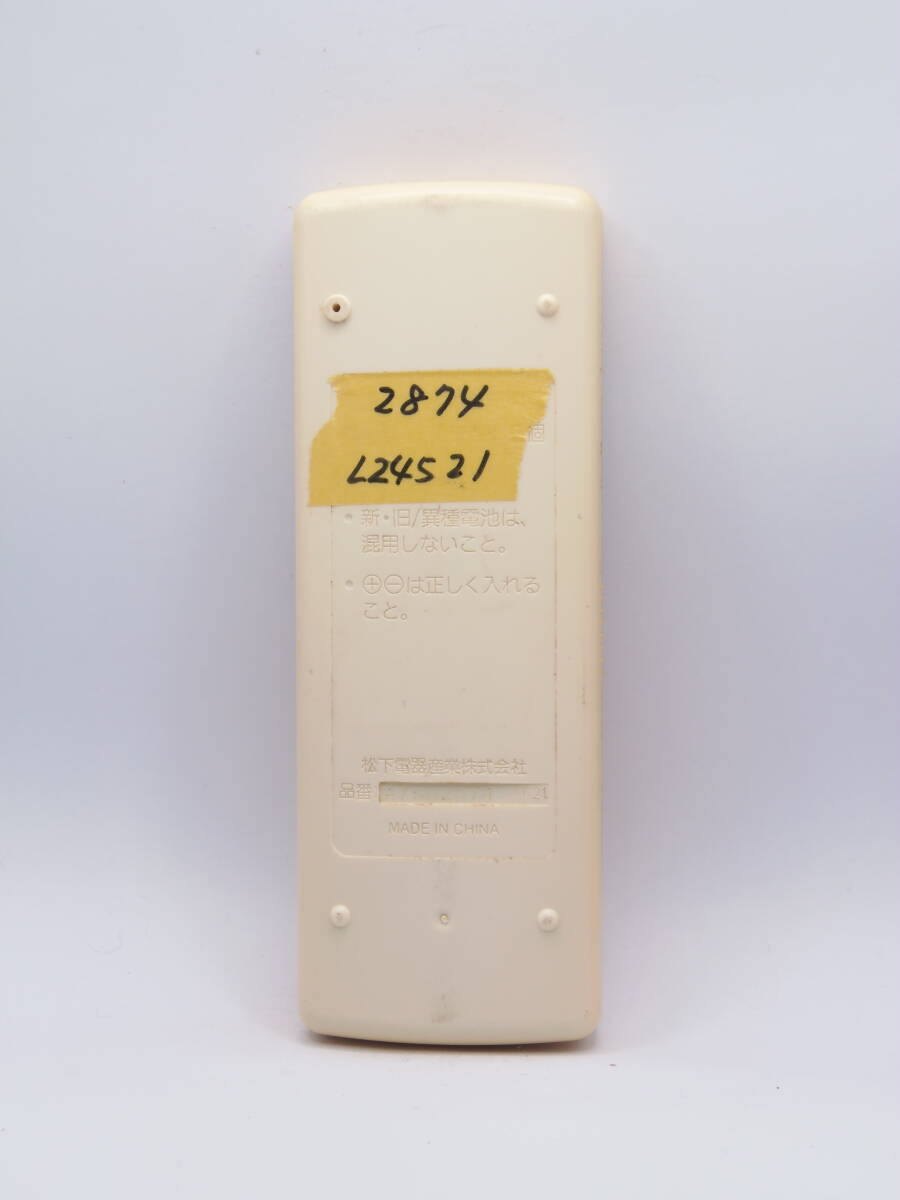 2874
L24521
個
• 新・旧/異種電池は、
混用しないこと。
• ⊕⊖は正しく入れる
こと。
松下電器産業株式会社
品番
MADE IN CHINA